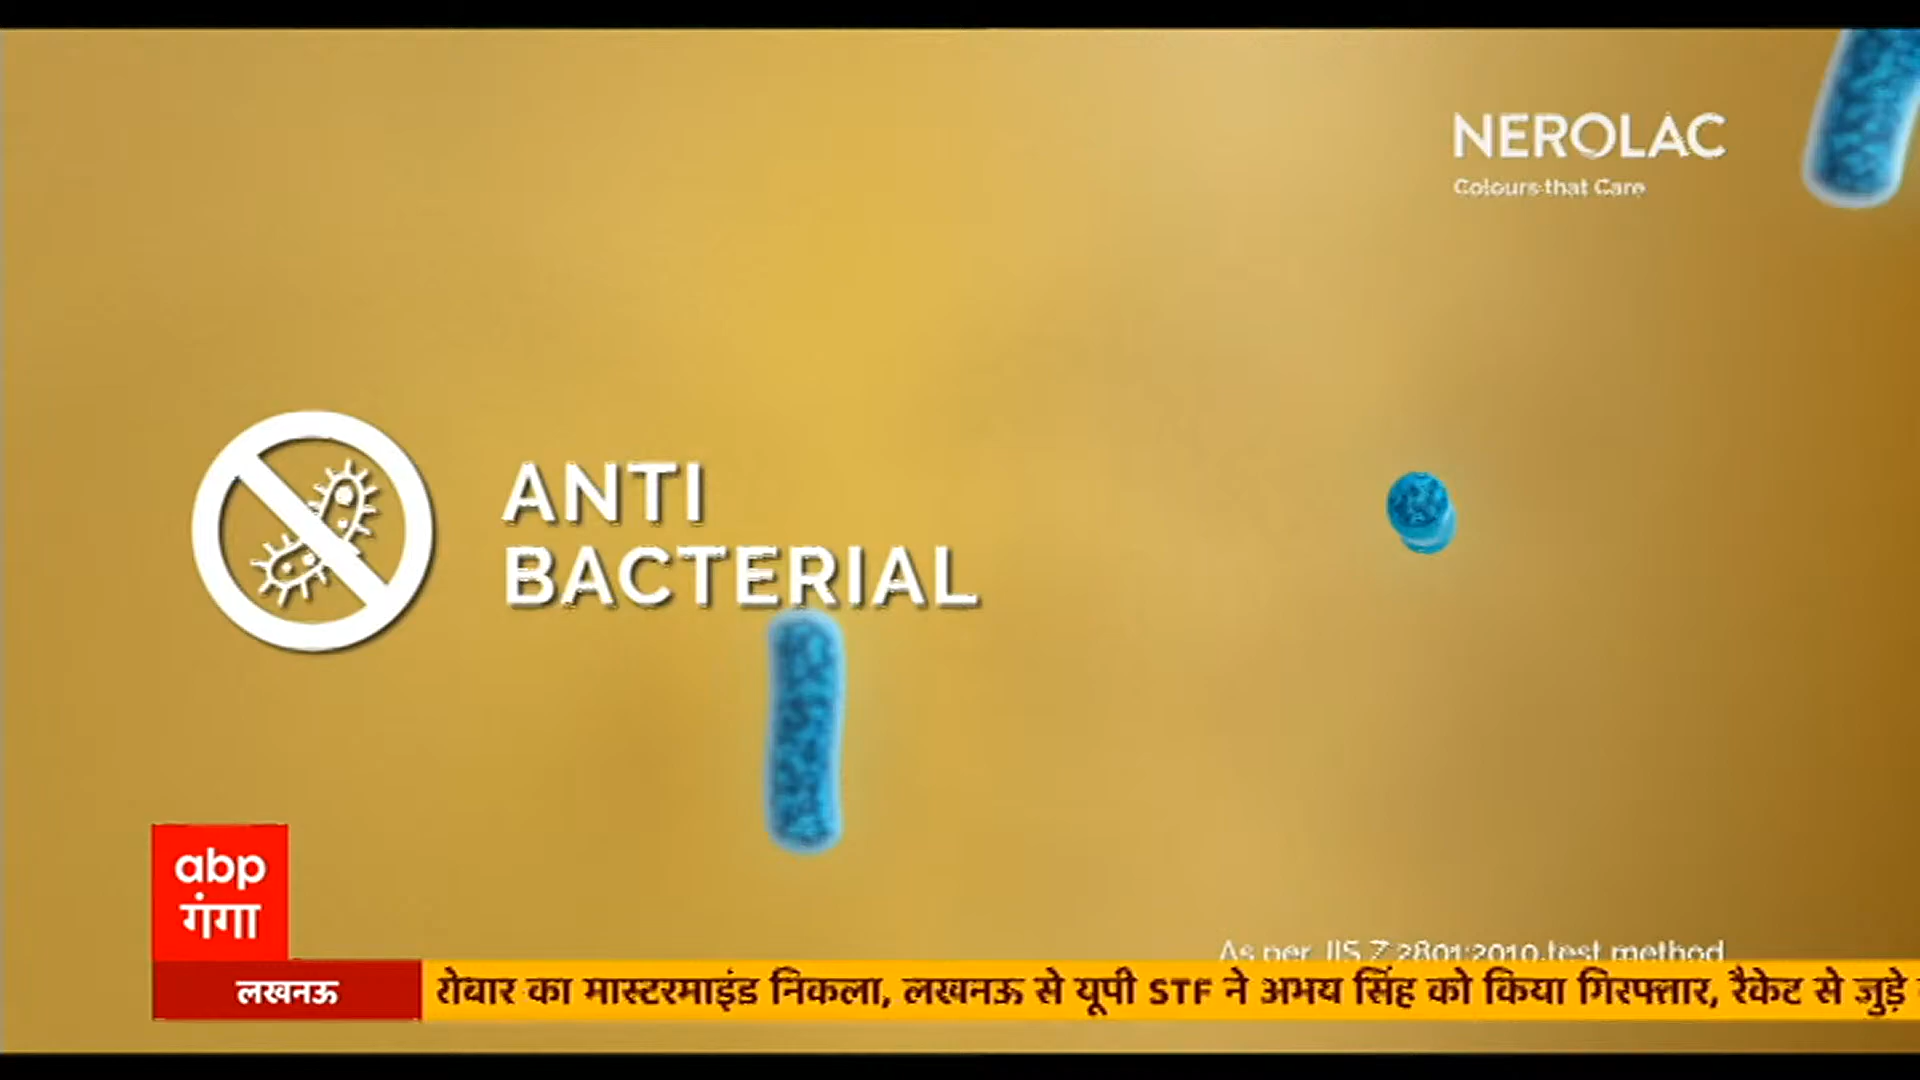 NEROLAC
Colours that Care
ANTI
BACTERIAL
abp
गंगा
As per JIS Z 2801:2010 test method
लखनऊ
रोबार का मास्टरमाइंड निकला, लखनऊ से यूपी STF ने अभय सिंह को किया गिरफ्तार, रैकेट से जुड़े